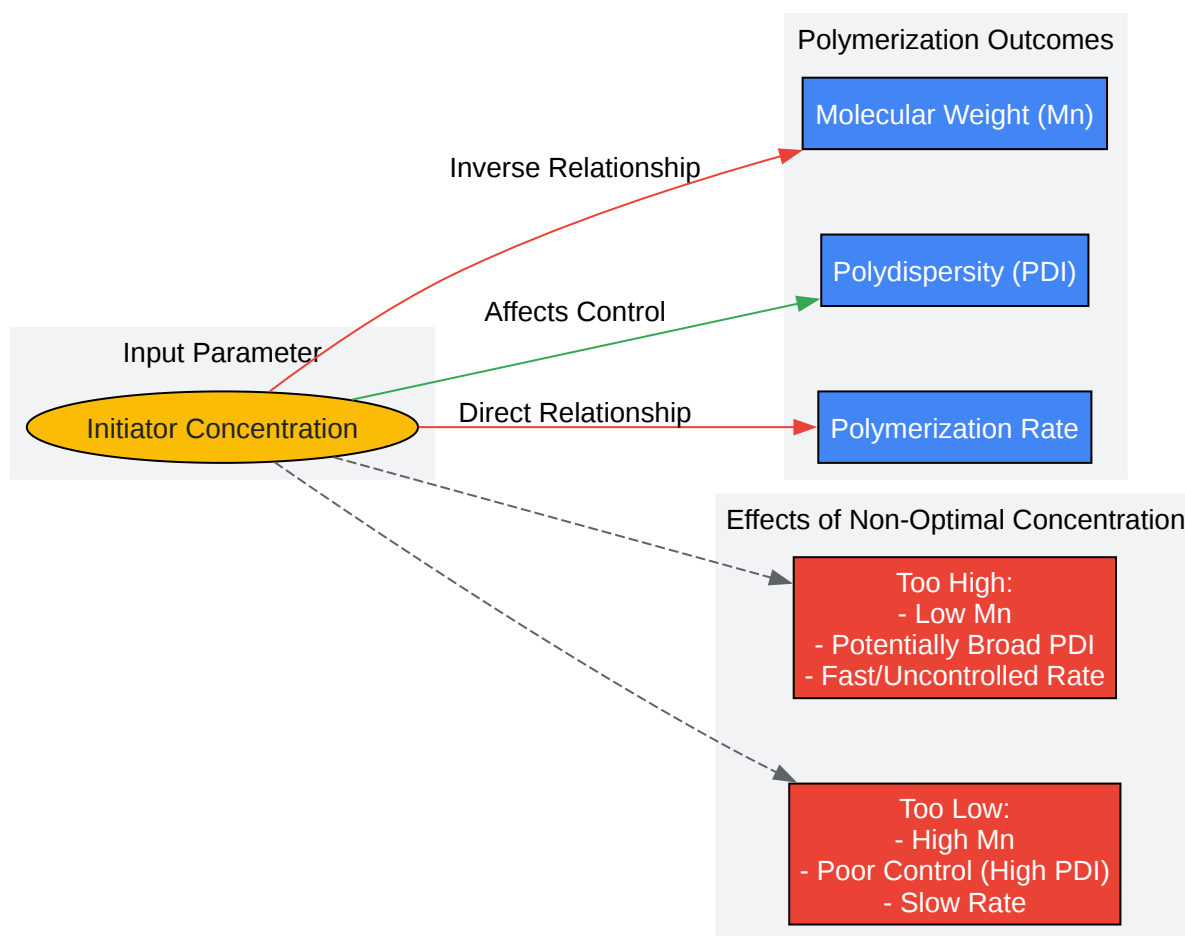 Polymerization Outcomes
Molecular Weight (Mn)
Inverse Relationship
Polydispersity (PDI)
Affects Control
Input Parameter
Initiator Concentration
Direct Relationship
Polymerization Rate
Effects of Non-Optimal Concentration
Too High:
- Low Mn
- Potentially Broad PDI
- Fast/Uncontrolled Rate
Too Low:
- High Mn
- Poor Control (High PDI)
- Slow Rate